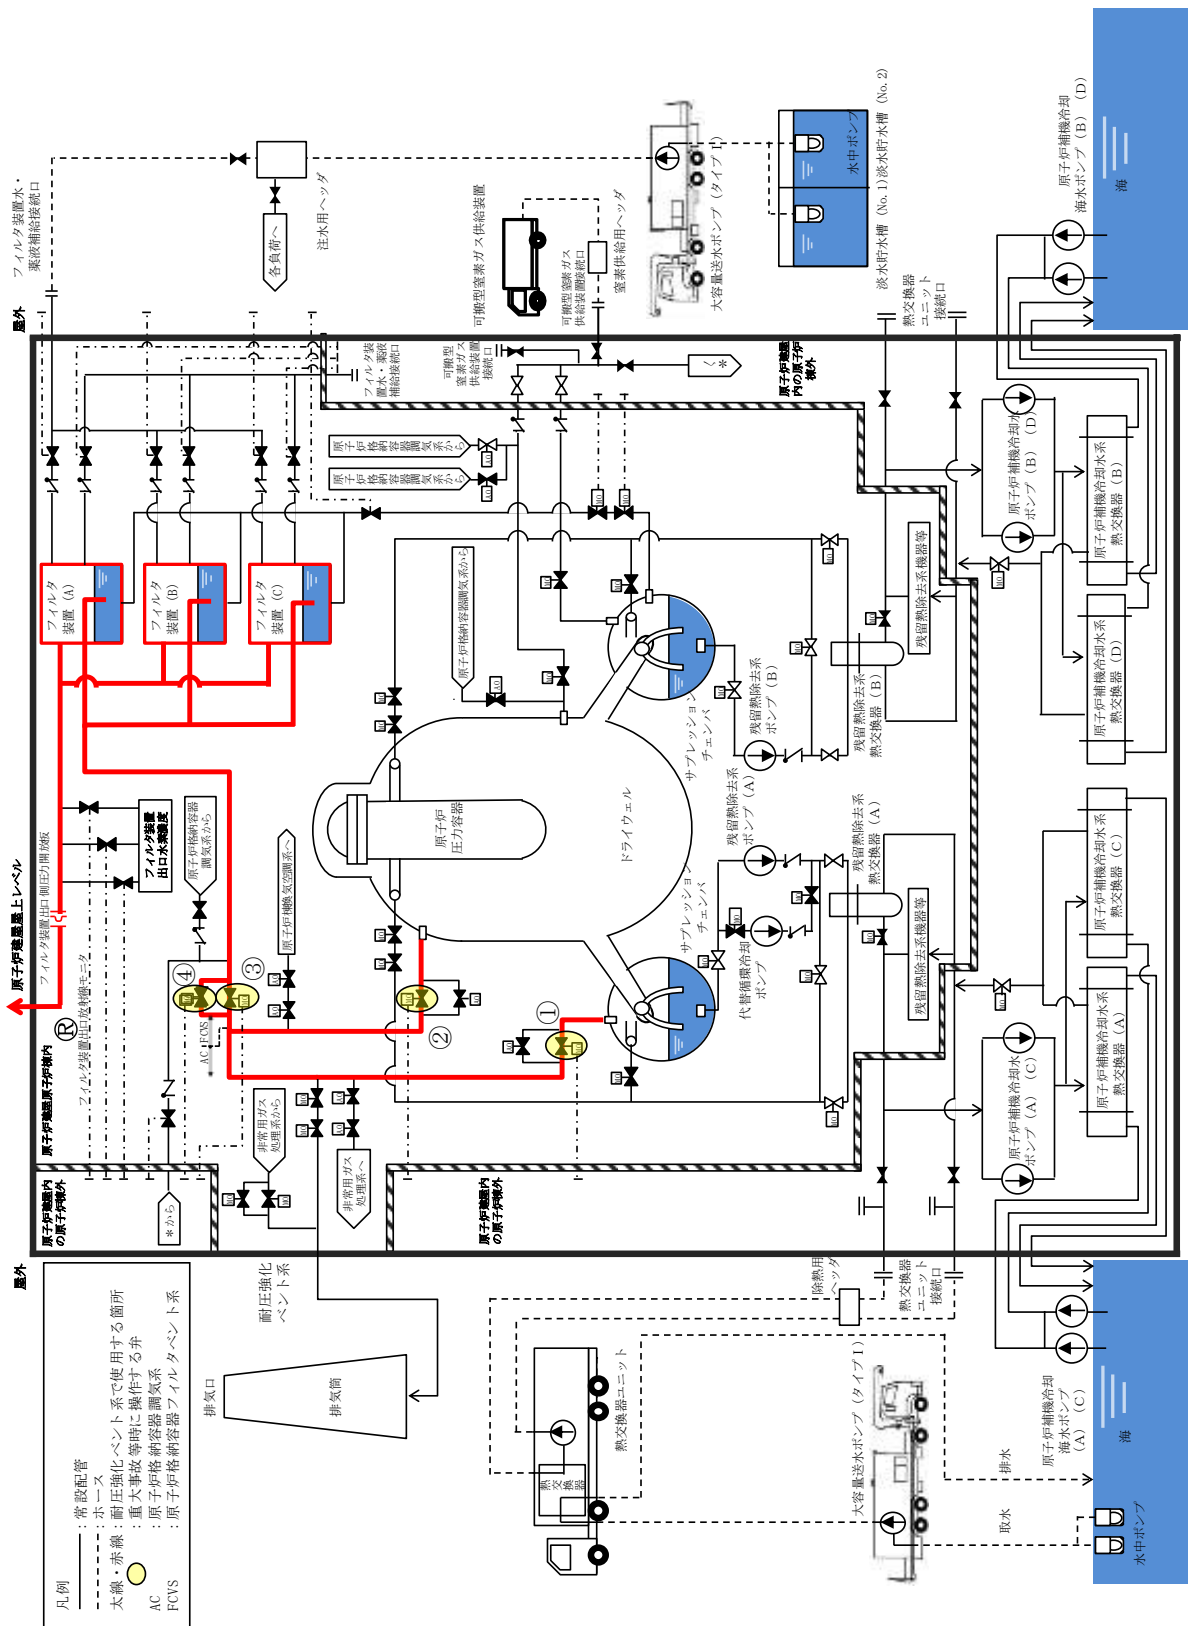 凡例
：常設配管
：ホース
太線・赤線：耐圧強化ベント系で使用する箇所
：重大事故等時に操作する弁
AC　：原子炉格納容器調気系
FCVS　：原子炉格納容器フィルタベント系
屋外
原子炉建屋内
の原子炉棟外
原子炉建屋原子炉棟内
原子炉建屋屋上レベル
屋外
フィルタ装置水・
薬液補給接続口
フィルタ装置出口側圧力開放板
Ⓡ
フィルタ装置出口放射線モニタ
フィルタ装置
出口水素濃度
フィルタ
装置(A)
フィルタ
装置(B)
フィルタ
装置(C)
*から
AC
FCVS
④
③
②
①
原子炉格納容器
調気系から
原子炉棟換気空調系へ
非常用ガス
処理系から
非常用ガス
処理系へ
原子炉建屋内
の原子炉棟外
耐圧強化
ベント系
排気口
排気筒
各負荷へ
注水用ヘッダ
フィルタ装
置水・薬液
補給接続口
原子炉格納容器調気系から
原子炉格納容器調気系から
原子炉格納容器調気系から
可搬型
窒素ガス
供給装置
接続口
可搬型窒素ガス供給装置
可搬型窒素ガス
供給装置接続口
窒素供給用ヘッダ
*へ
大容量送水ポンプ(タイプⅠ)
水中ポンプ
淡水貯水槽(No.1)
淡水貯水槽(No.2)
原子炉
圧力容器
ドライウェル
サプレッション
チェンバ
サプレッション
チェンバ
代替循環冷却
ポンプ
残留熱除去系
ポンプ(A)
残留熱除去系
ポンプ(B)
残留熱除去系
熱交換器(A)
残留熱除去系
熱交換器(B)
残留熱除去系機器等
残留熱除去系機器等
原子炉建屋
内の原子炉
棟外
熱交換器
ユニット
接続口
除熱用
ヘッダ
熱交換器
ユニット
接続口
熱交換器
熱交換器ユニット
大容量送水ポンプ(タイプⅠ)
取水
排水
水中ポンプ
海
原子炉補機冷却
海水ポンプ
(A)(C)
原子炉補機冷却水
ポンプ(A)(C)
原子炉補機冷却水系
熱交換器(A)
原子炉補機冷却水系
熱交換器(C)
原子炉補機冷却水系
熱交換器(D)
原子炉補機冷却水系
熱交換器(B)
原子炉補機冷却水
ポンプ(B)(D)
原子炉補機冷却
海水ポンプ(B)(D)
海